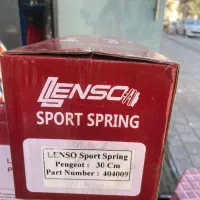 LENSO
SPORT SPRING
LENSO Sport Spring
Peugeot : 30 Cm
Part Number : 404009